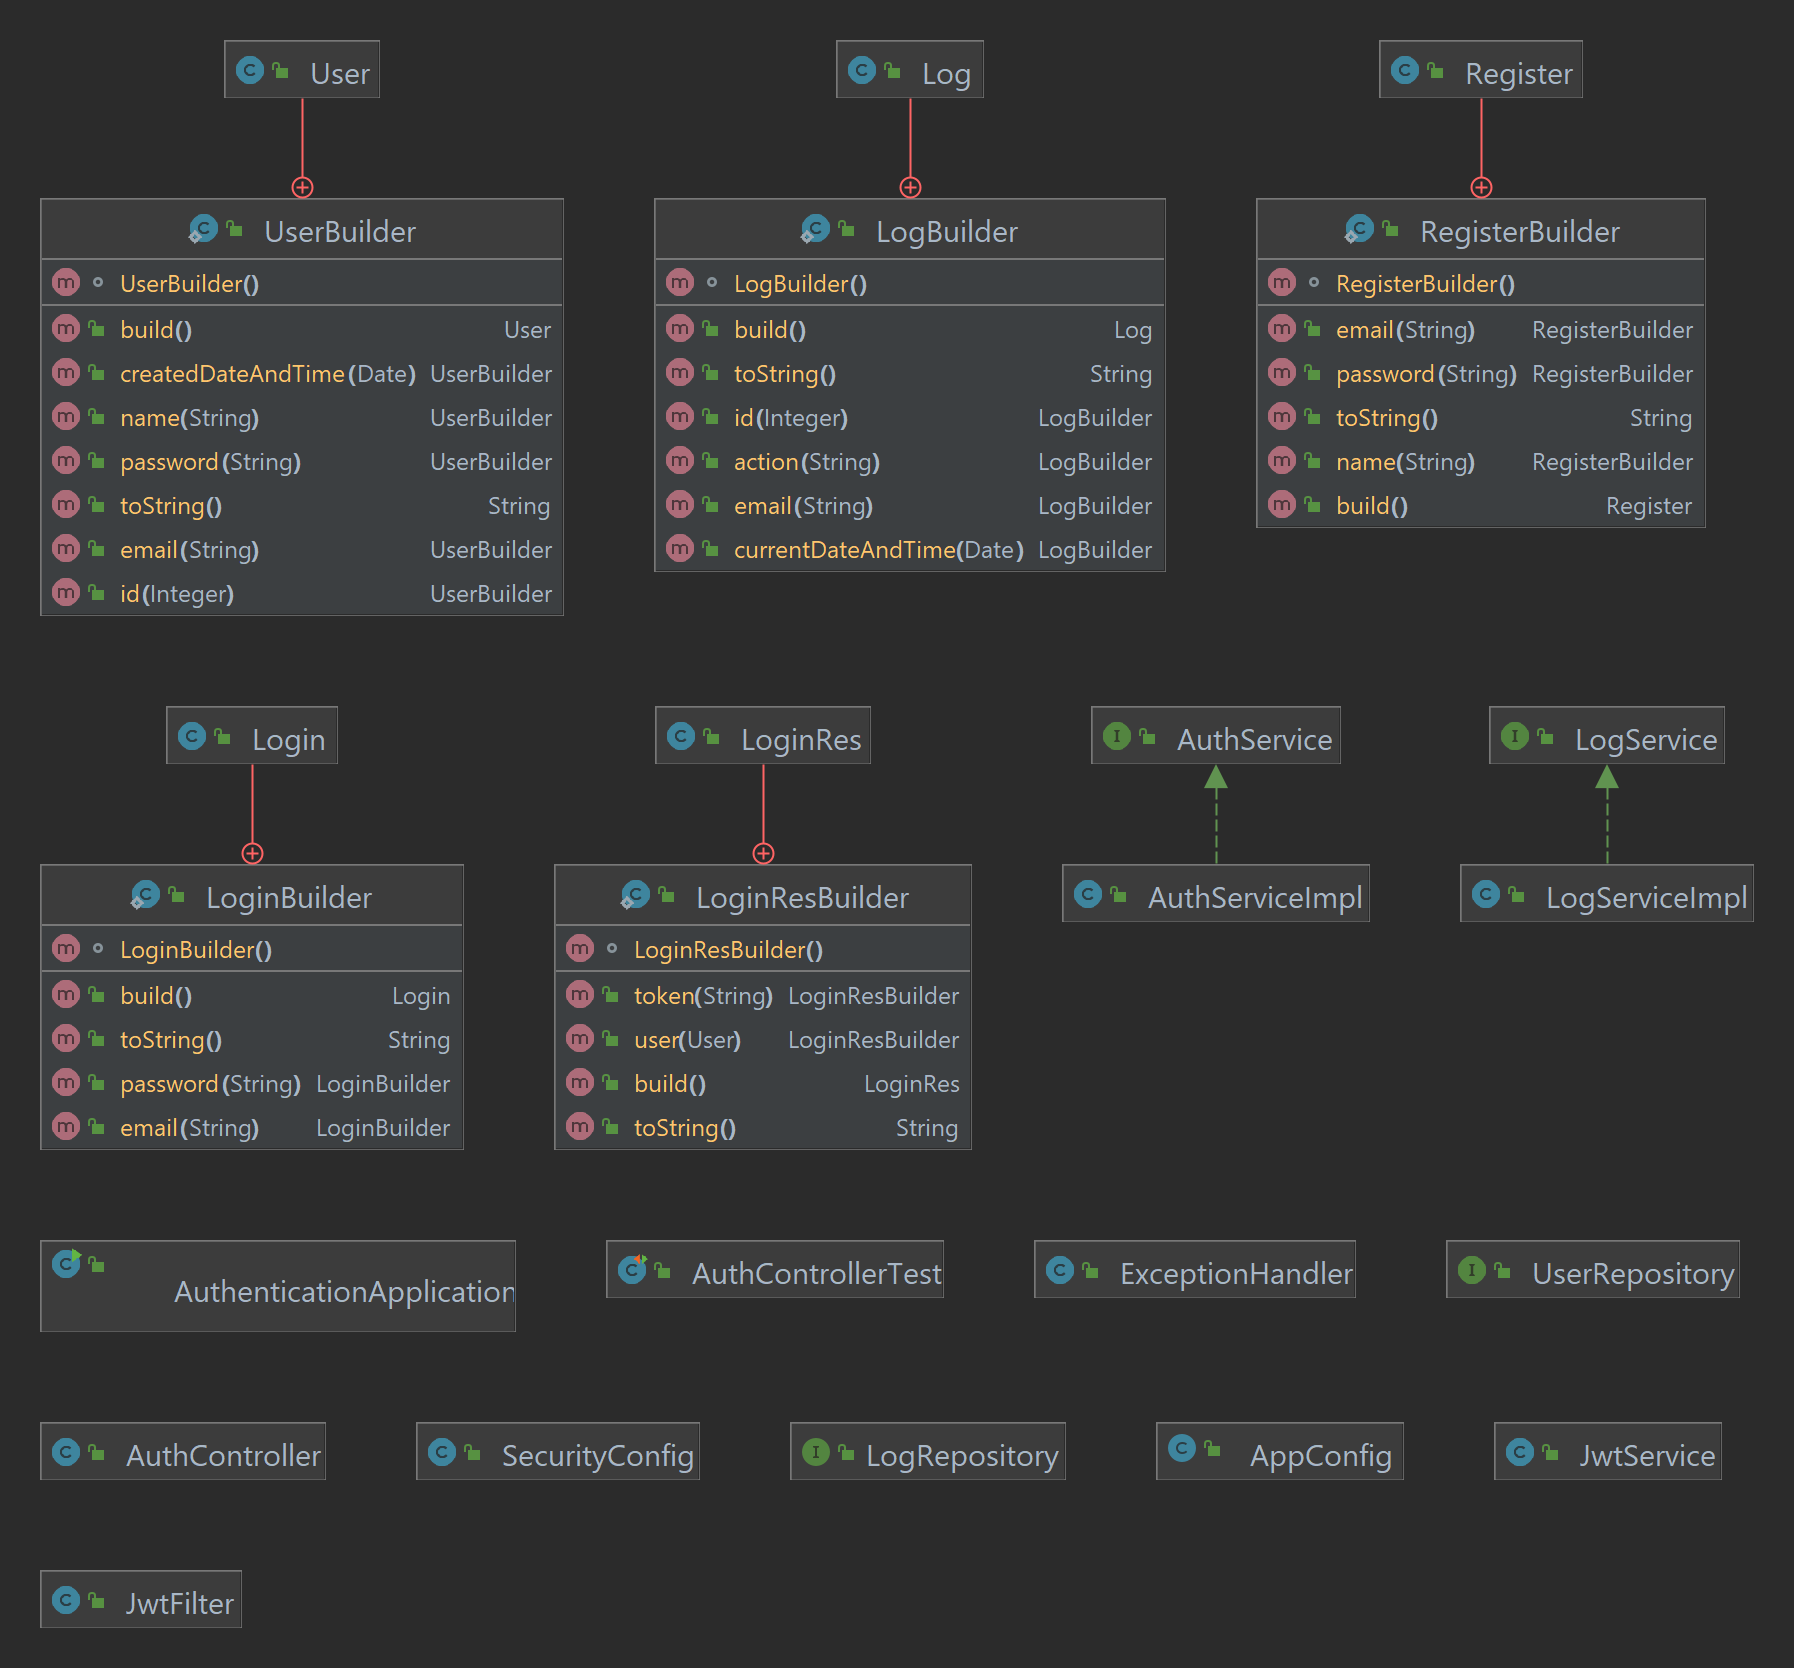 User
UserBuilder
UserBuilder()
build() User
createdDateAndTime(Date) UserBuilder
name(String) UserBuilder
password(String) UserBuilder
toString() String
email(String) UserBuilder
id(Integer) UserBuilder
Log
LogBuilder
LogBuilder()
build() Log
toString() String
id(Integer) LogBuilder
action(String) LogBuilder
email(String) LogBuilder
currentDateAndTime(Date) LogBuilder
Register
RegisterBuilder
RegisterBuilder()
email(String) RegisterBuilder
password(String) RegisterBuilder
toString() String
name(String) RegisterBuilder
build() Register
Login
LoginBuilder
LoginBuilder()
build() Login
toString() String
password(String) LoginBuilder
email(String) LoginBuilder
LoginRes
LoginResBuilder
LoginResBuilder()
token(String) LoginResBuilder
user(User) LoginResBuilder
build() LoginRes
toString() String
AuthService
AuthServiceImpl
LogService
LogServiceImpl
AuthenticationApplication
AuthControllerTest
ExceptionHandler
UserRepository
AuthController
SecurityConfig
LogRepository
AppConfig
JwtService
JwtFilter